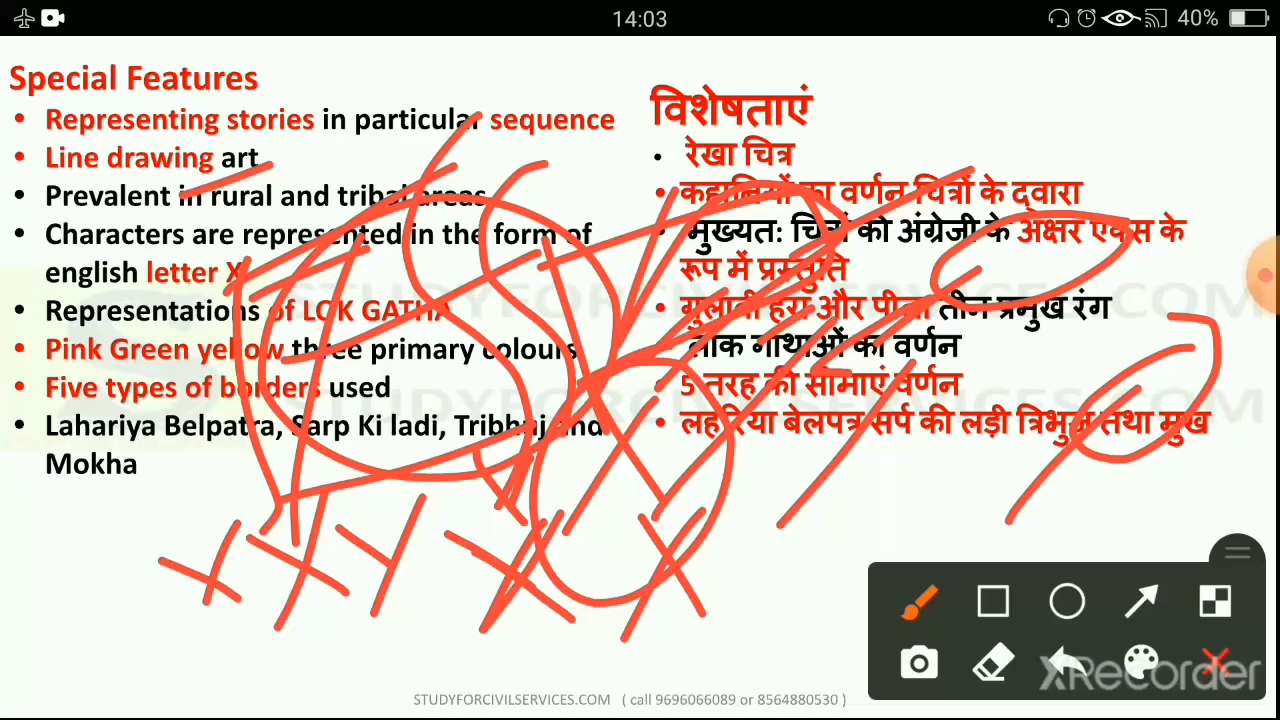 14:03
40%
Special Features
• Representing stories in particular sequence
• Line drawing art
• Prevalent in rural and tribal areas
• Characters are represented in the form of
english letter X
• Representations of LOK GATHA
• Pink Green yellow three primary colours
• Five types of borders used
• Lahariya Belpatra, Sarp Ki ladi, Tribhuj and
Mokha
विशेषताएं
• रेखा चित्र
• कहानियों का वर्णन चित्रों के द्वारा
• मुख्यत: चित्रों को अंग्रेजी के अक्षर एक्स के
रूप में प्रस्तुति
• गुलाबी हरा और पीला तीन प्रमुख रंग
• लोक गाथाओं का वर्णन
• 5 तरह की सीमाएं वर्णन
• लहरिया बेलपत्र सर्प की लड़ी त्रिभुज तथा मुख
STUDYFORCIVILSERVICES.COM
STUDYFORCIVILSERVICES.COM
XRecorder
STUDYFORCIVILSERVICES.COM ( call 9696066089 or 8564880530 )